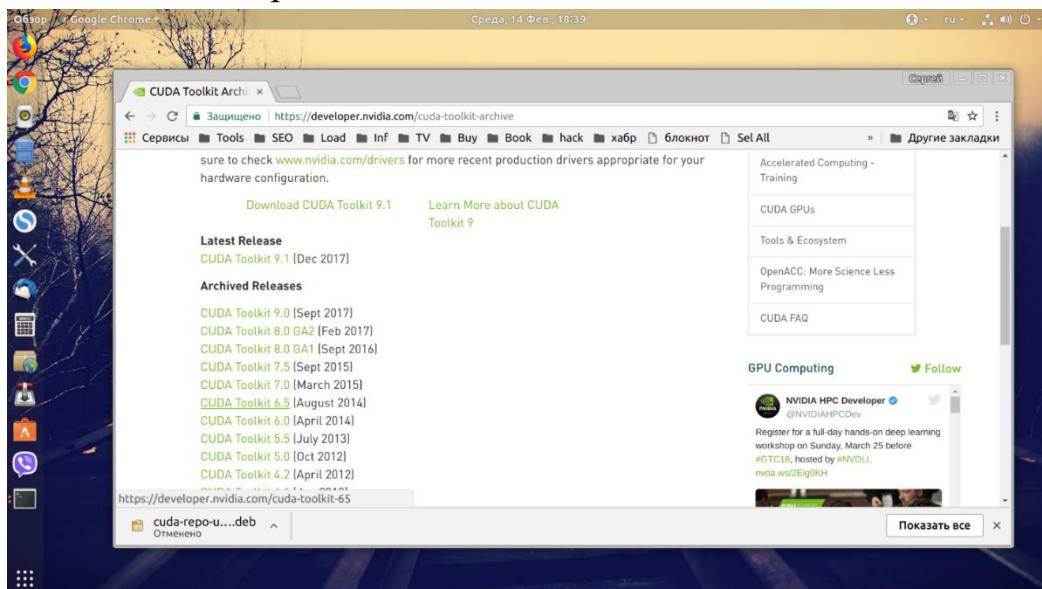 Обзор Google Chrome Среда, 14 Фев., 18:39 ru
Сергей
CUDA Toolkit Archi ×
Защищено https://developer.nvidia.com/cuda-toolkit-archive
Сервисы Tools SEO Load Inf TV Buy Book hack хабр блокнот Sel All » Другие закладки
sure to check www.nvidia.com/drivers for more recent production drivers appropriate for your
hardware configuration.
Download CUDA Toolkit 9.1
Learn More about CUDA
Toolkit 9
Latest Release
CUDA Toolkit 9.1 (Dec 2017)
Archived Releases
CUDA Toolkit 9.0 (Sept 2017)
CUDA Toolkit 8.0 GA2 (Feb 2017)
CUDA Toolkit 8.0 GA1 (Sept 2016)
CUDA Toolkit 7.5 (Sept 2015)
CUDA Toolkit 7.0 (March 2015)
CUDA Toolkit 6.5 (August 2014)
CUDA Toolkit 6.0 (April 2014)
CUDA Toolkit 5.5 (July 2013)
CUDA Toolkit 5.0 (Oct 2012)
CUDA Toolkit 4.2 (April 2012)
https://developer.nvidia.com/cuda-toolkit-65
Accelerated Computing -
Training
CUDA GPUs
Tools & Ecosystem
OpenACC: More Science Less
Programming
CUDA FAQ
GPU Computing Follow
NVIDIA HPC Developer
@NVIDIAHPCDev
Register for a full-day hands-on deep learning
workshop on Sunday, March 25 before
#GTC18, hosted by #NVDLI.
nvda.ws/2Eig0KH
cuda-repo-u....deb
Отменено
Показать все ×